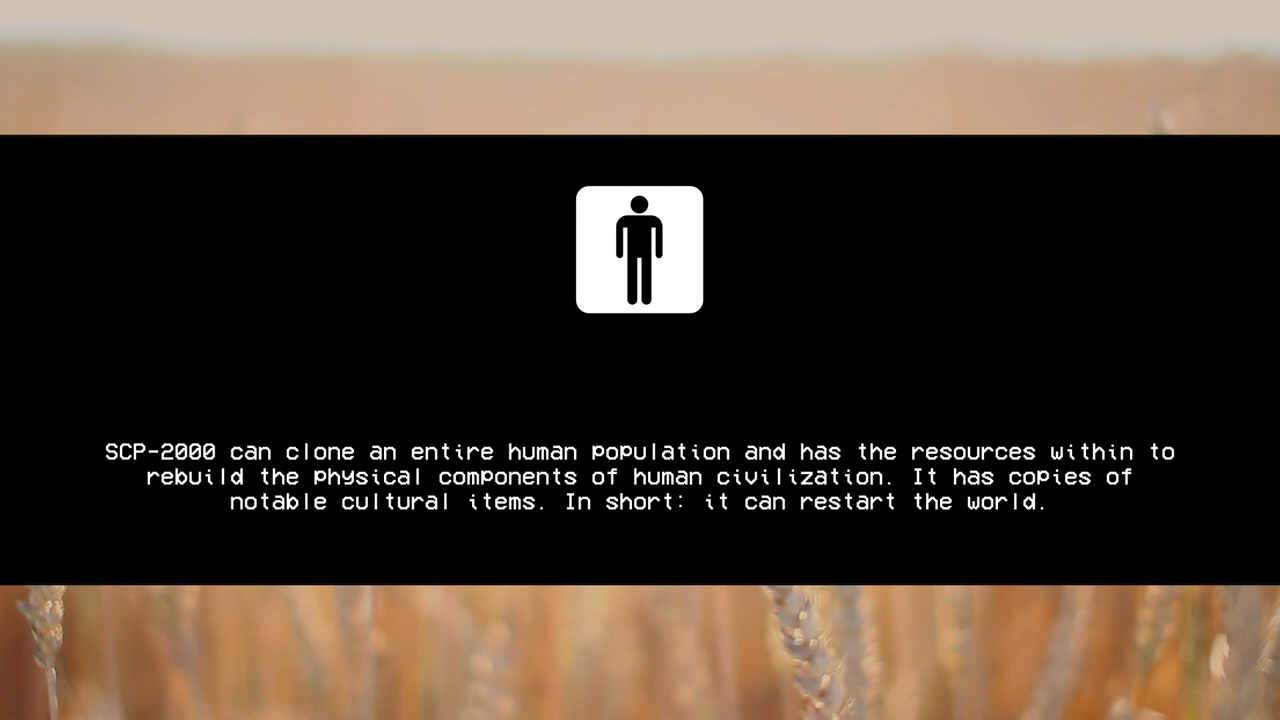 SCP-2000 can clone an entire human population and has the resources within to
rebuild the physical components of human civilization. It has copies of
notable cultural items. In short: it can restart the world.